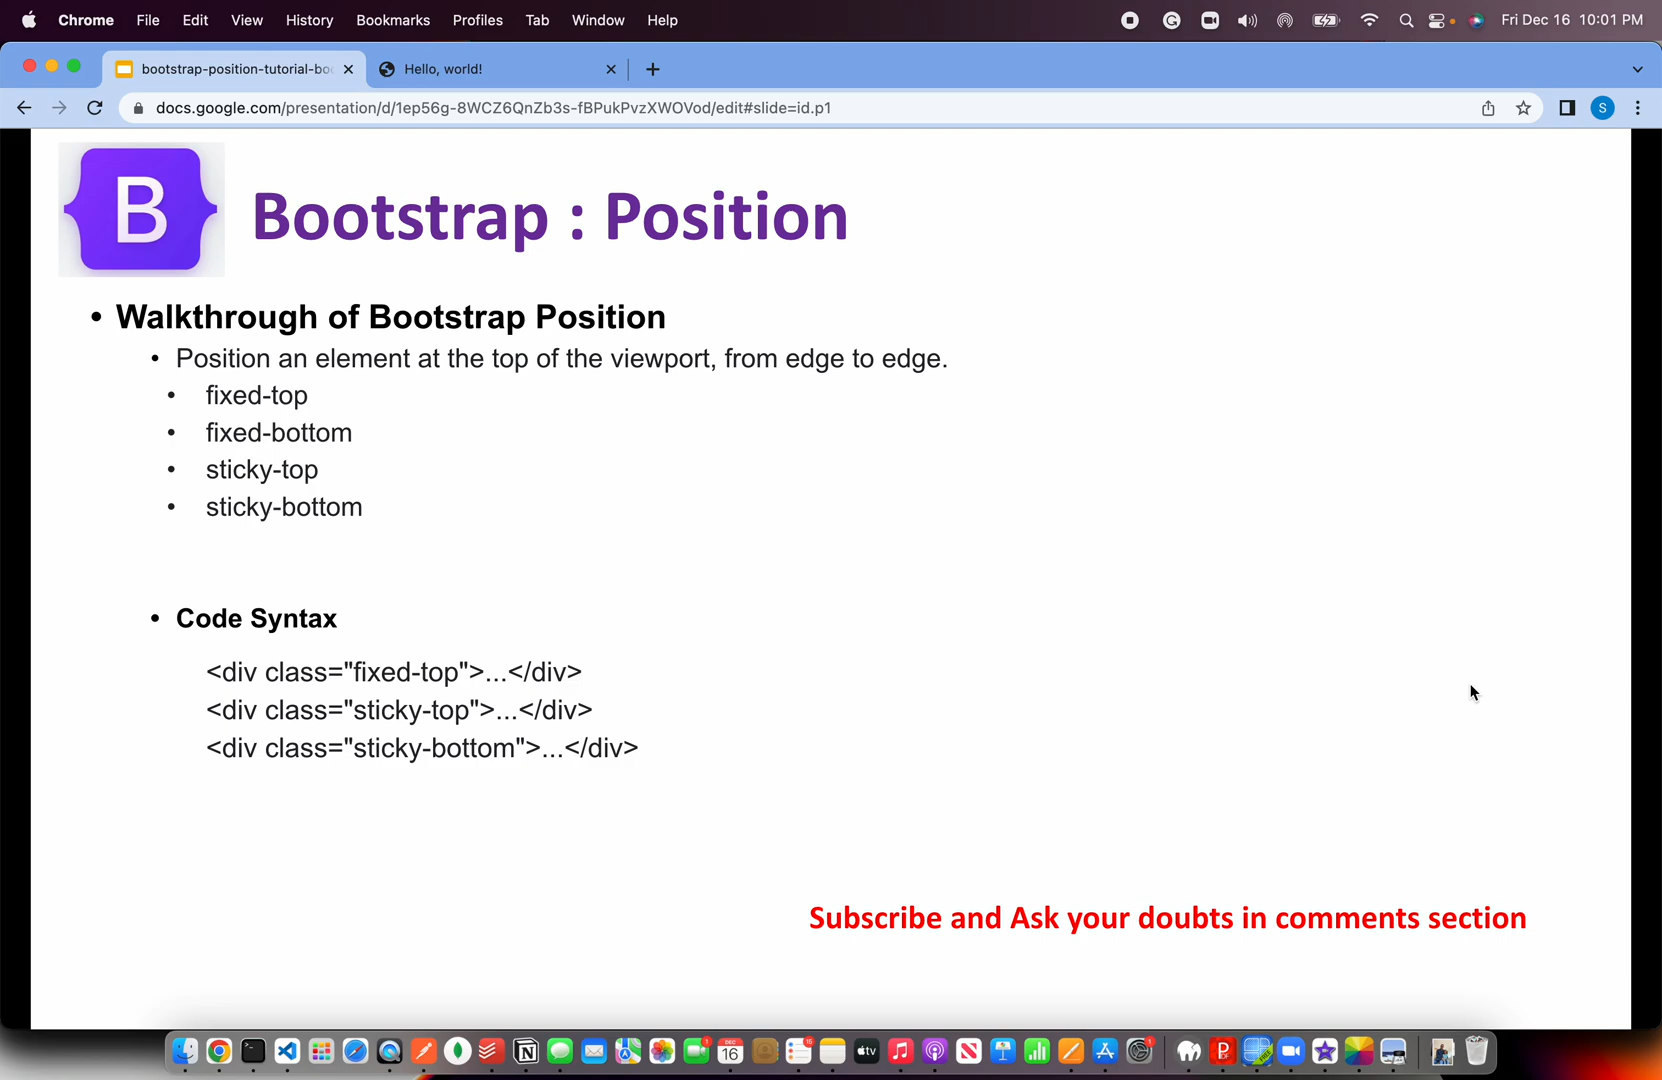 Chrome File Edit View History Bookmarks Profiles Tab Window Help Fri Dec 16 10:01 PM
bootstrap-position-tutorial-bo Hello, world!
docs.google.com/presentation/d/1ep56g-8WCZ6QnZb3s-fBPukPvzXWOVod/edit#slide=id.p1 S
B
Bootstrap : Position
• Walkthrough of Bootstrap Position
• Position an element at the top of the viewport, from edge to edge.
• fixed-top
• fixed-bottom
• sticky-top
• sticky-bottom
• Code Syntax
<div class="fixed-top">...</div>
<div class="sticky-top">...</div>
<div class="sticky-bottom">...</div>
Subscribe and Ask your doubts in comments section
DEC
16
tv